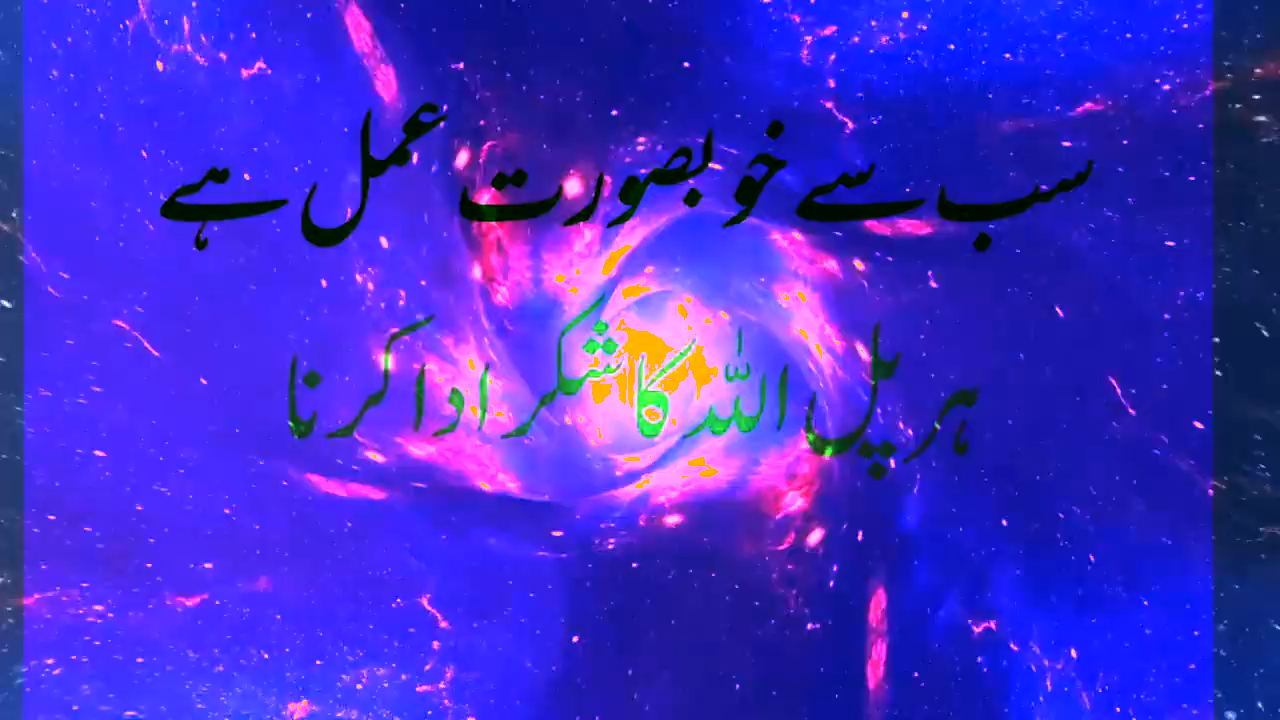 سب سے خوبصورت عمل ہے
ہر پل اللہ کا شکر ادا کرنا